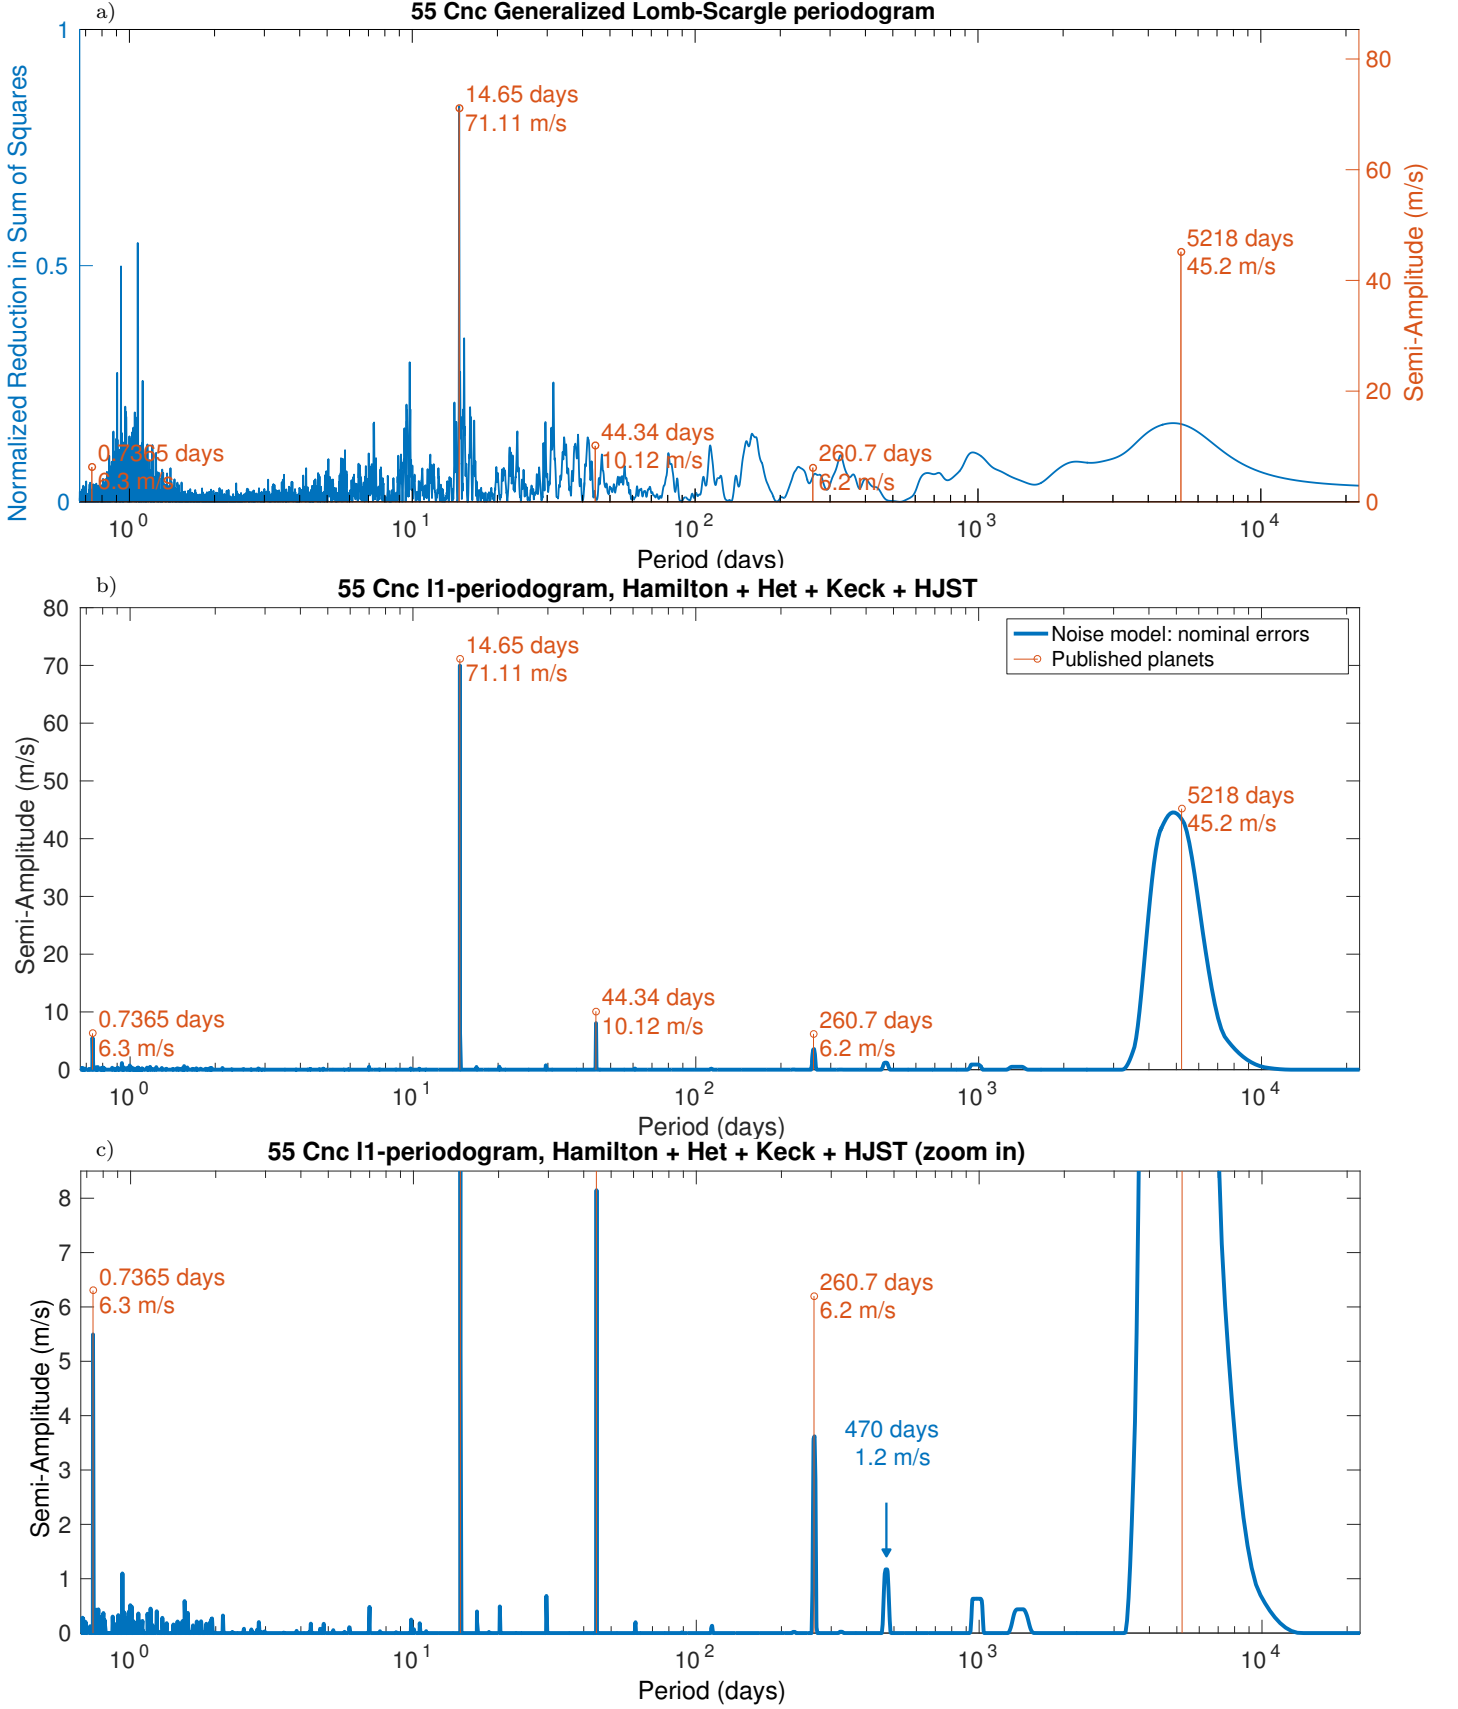 a)
55 Cnc Generalized Lomb-Scargle periodogram
Normalized Reduction in Sum of Squares
1
0.5
0
14.65 days
71.11 m/s
5218 days
45.2 m/s
0.7365 days
6.3 m/s
44.34 days
10.12 m/s
260.7 days
6.2 m/s
80
60
40
20
0
Semi-Amplitude (m/s)
10^0 10^1 10^2 10^3 10^4
Period (days)
b)
55 Cnc l1-periodogram, Hamilton + Het + Keck + HJST
Semi-Amplitude (m/s)
80
70
60
50
40
30
20
10
0
Noise model: nominal errors
Published planets
14.65 days
71.11 m/s
5218 days
45.2 m/s
0.7365 days
6.3 m/s
44.34 days
10.12 m/s
260.7 days
6.2 m/s
10^0 10^1 10^2 10^3 10^4
Period (days)
c)
55 Cnc l1-periodogram, Hamilton + Het + Keck + HJST (zoom in)
Semi-Amplitude (m/s)
8
7
6
5
4
3
2
1
0
0.7365 days
6.3 m/s
260.7 days
6.2 m/s
470 days
1.2 m/s
10^0 10^1 10^2 10^3 10^4
Period (days)